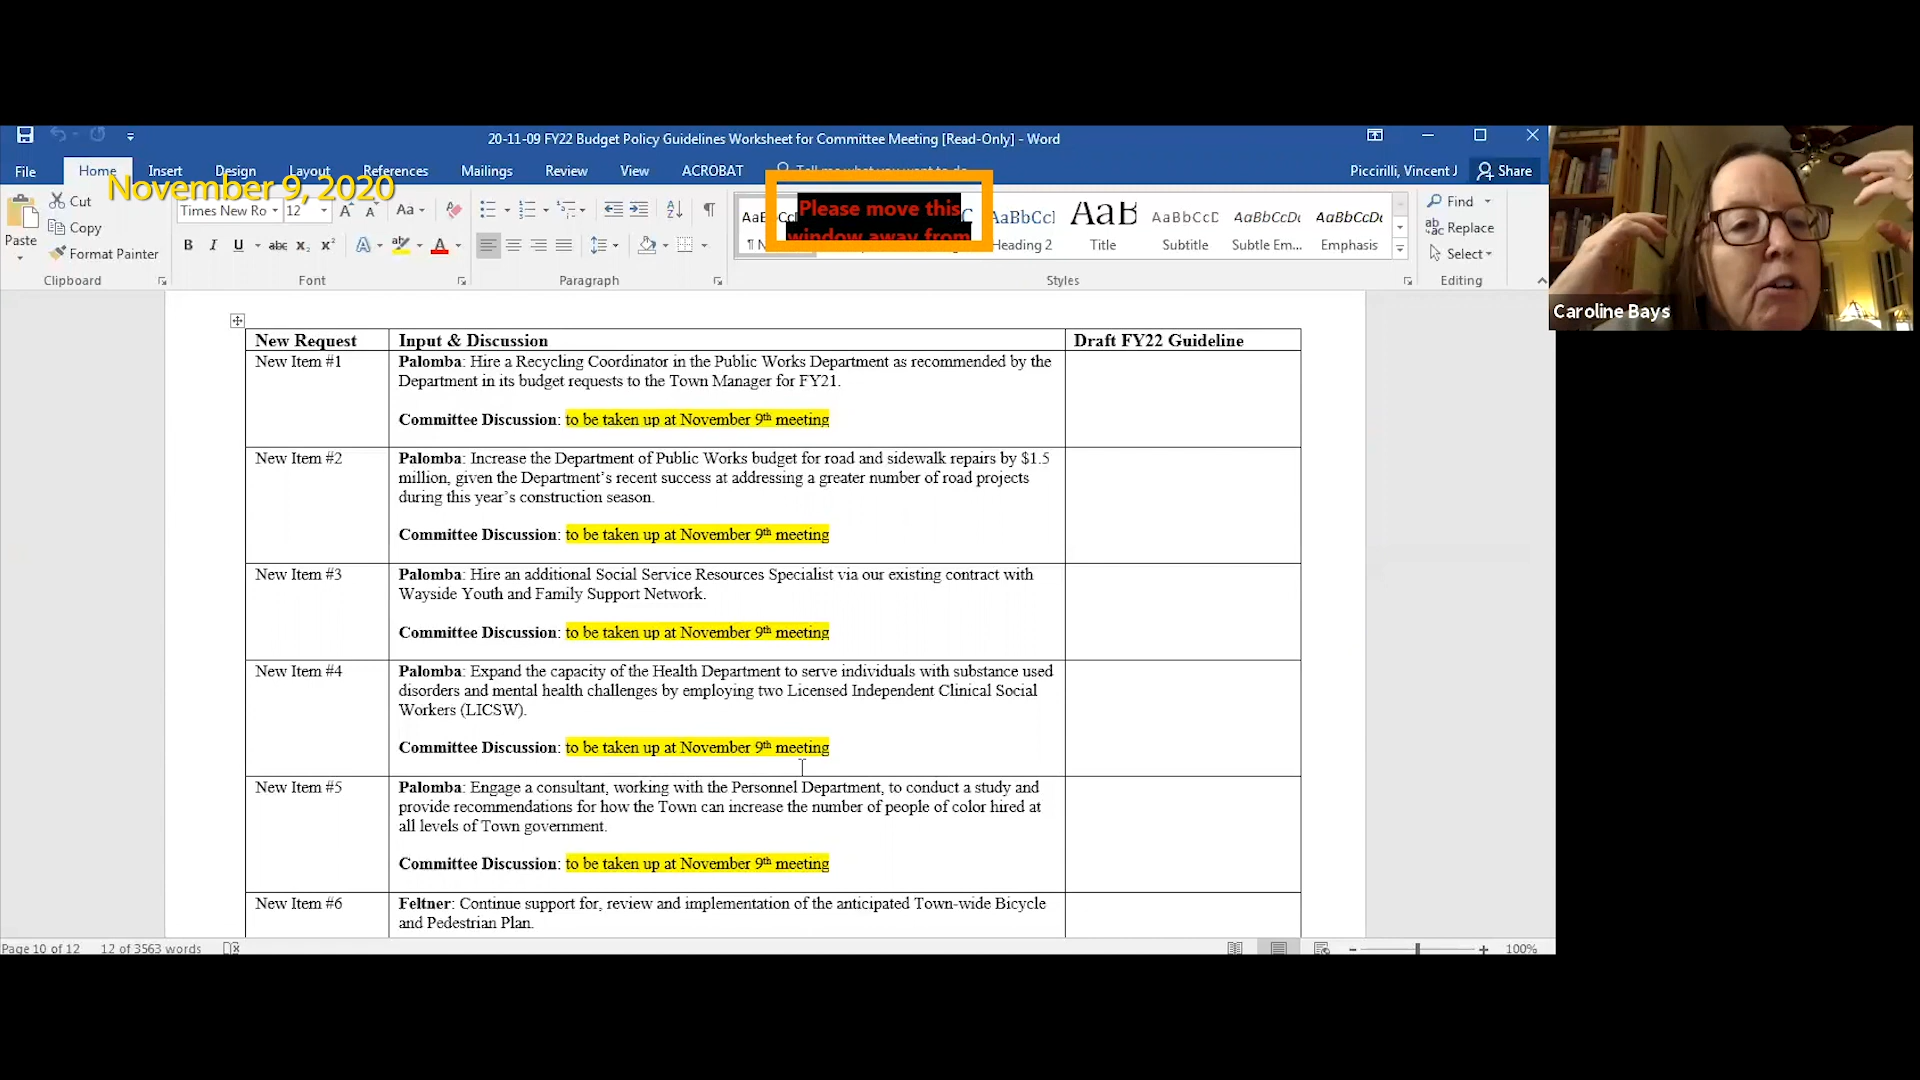 20-11-09 FY22 Budget Policy Guidelines Worksheet for Committee Meeting [Read-Only] - Word
File Home Insert Design Layout References Mailings Review View ACROBAT Tell me what you want to do Piccirilli, Vincent J Share
November 9, 2020
Cut
Copy
Format Painter
Paste
Times New Ro 12
Please move this
window away from
Heading 2 Title Subtitle Subtle Em... Emphasis
Find
Replace
Select
Clipboard Font Paragraph Styles Editing
Caroline Bays
New Request Input & Discussion Draft FY22 Guideline
New Item #1 Palomba: Hire a Recycling Coordinator in the Public Works Department as recommended by the
Department in its budget requests to the Town Manager for FY21.
Committee Discussion: to be taken up at November 9th meeting
New Item #2 Palomba: Increase the Department of Public Works budget for road and sidewalk repairs by $1.5
million, given the Department's recent success at addressing a greater number of road projects
during this year's construction season.
Committee Discussion: to be taken up at November 9th meeting
New Item #3 Palomba: Hire an additional Social Service Resources Specialist via our existing contract with
Wayside Youth and Family Support Network.
Committee Discussion: to be taken up at November 9th meeting
New Item #4 Palomba: Expand the capacity of the Health Department to serve individuals with substance used
disorders and mental health challenges by employing two Licensed Independent Clinical Social
Workers (LICSW).
Committee Discussion: to be taken up at November 9th meeting
New Item #5 Palomba: Engage a consultant, working with the Personnel Department, to conduct a study and
provide recommendations for how the Town can increase the number of people of color hired at
all levels of Town government.
Committee Discussion: to be taken up at November 9th meeting
New Item #6 Feltner: Continue support for, review and implementation of the anticipated Town-wide Bicycle
and Pedestrian Plan.
Page 10 of 12 12 of 3563 words 100%